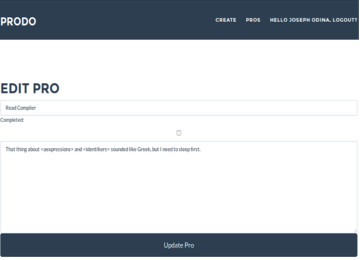 PRODO
CREATE PROS HELLO JOSEPH ODINA, LOGOUT?
EDIT PRO
Read Compiler
Completed:
That thing about <aexpressions> and <identifiers> sounded like Greek, but I need to sleep first.
Update Pro